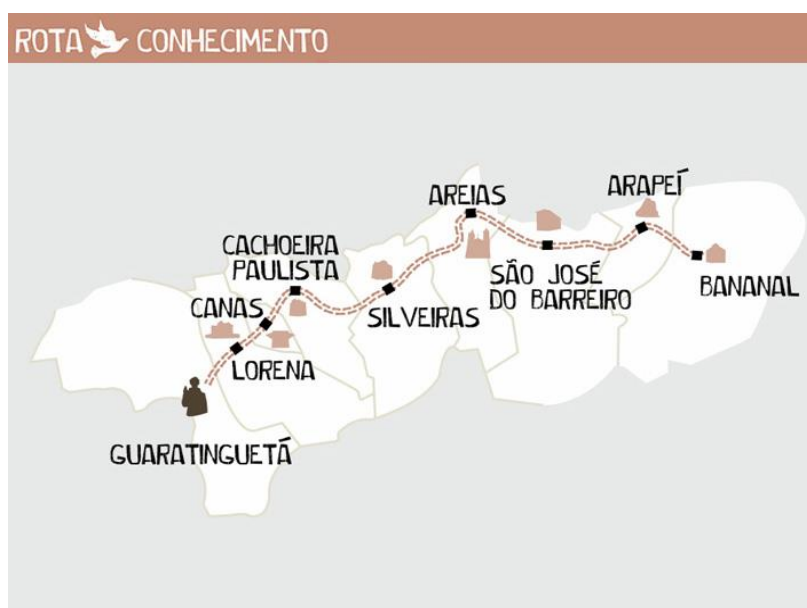 ROTA CONHECIMENTO
ARAPEÍ
AREIAS
CACHOEIRA
PAULISTA
SÃO JOSÉ
DO BARREIRO
BANANAL
CANAS
SILVEIRAS
LORENA
GUARATINGUETÁ